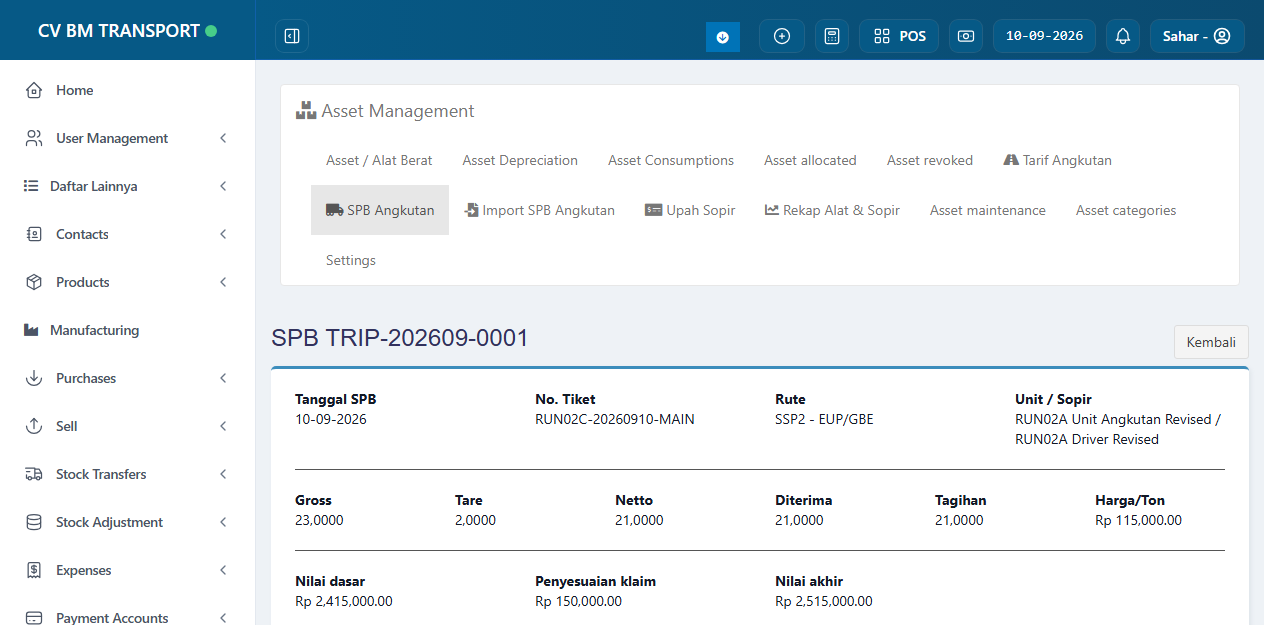 CV BM TRANSPORT
POS
10-09-2026
Sahar -
Home
User Management
Daftar Lainnya
Contacts
Products
Manufacturing
Purchases
Sell
Stock Transfers
Stock Adjustment
Expenses
Payment Accounts
Asset Management
Asset / Alat Berat Asset Depreciation Asset Consumptions Asset allocated Asset revoked Tarif Angkutan
SPB Angkutan Import SPB Angkutan Upah Sopir Rekap Alat & Sopir Asset maintenance Asset categories
Settings
SPB TRIP-202609-0001
Kembali
Tanggal SPB No. Tiket Rute Unit / Sopir
10-09-2026 RUN02C-20260910-MAIN SSP2 - EUP/GBE RUN02A Unit Angkutan Revised /
RUN02A Driver Revised
Gross Tare Netto Diterima Tagihan Harga/Ton
23,0000 2,0000 21,0000 21,0000 21,0000 Rp 115,000.00
Nilai dasar Penyesuaian klaim Nilai akhir
Rp 2,415,000.00 Rp 150,000.00 Rp 2,515,000.00